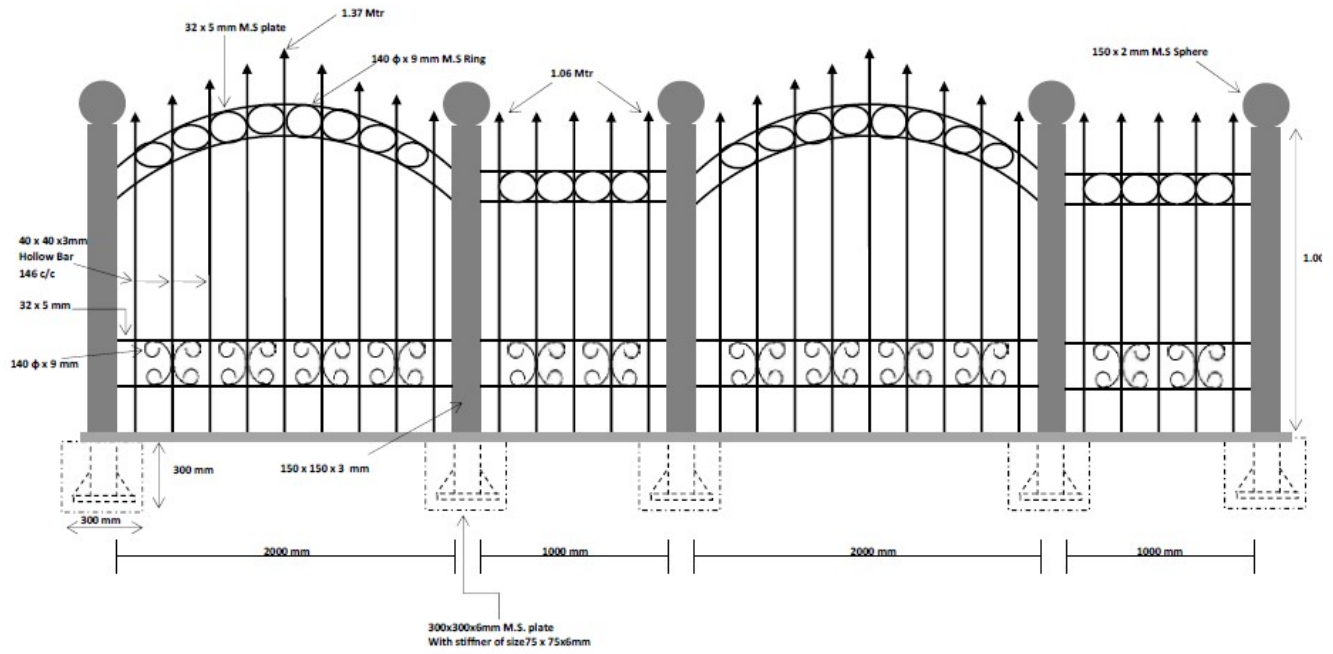 1.37 Mtr
32 x 5 mm M.S plate
140 ϕ x 9 mm M.S Ring
1.06 Mtr
150 x 2 mm M.S Sphere
40 x 40 x3mm
Hollow Bar
146 c/c
1.00
32 x 5 mm
140 ϕ x 9 mm
300 mm
150 x 150 x 3 mm
300 mm
2000 mm
1000 mm
2000 mm
1000 mm
300x300x6mm M.S. plate
With stiffner of size75 x 75x6mm